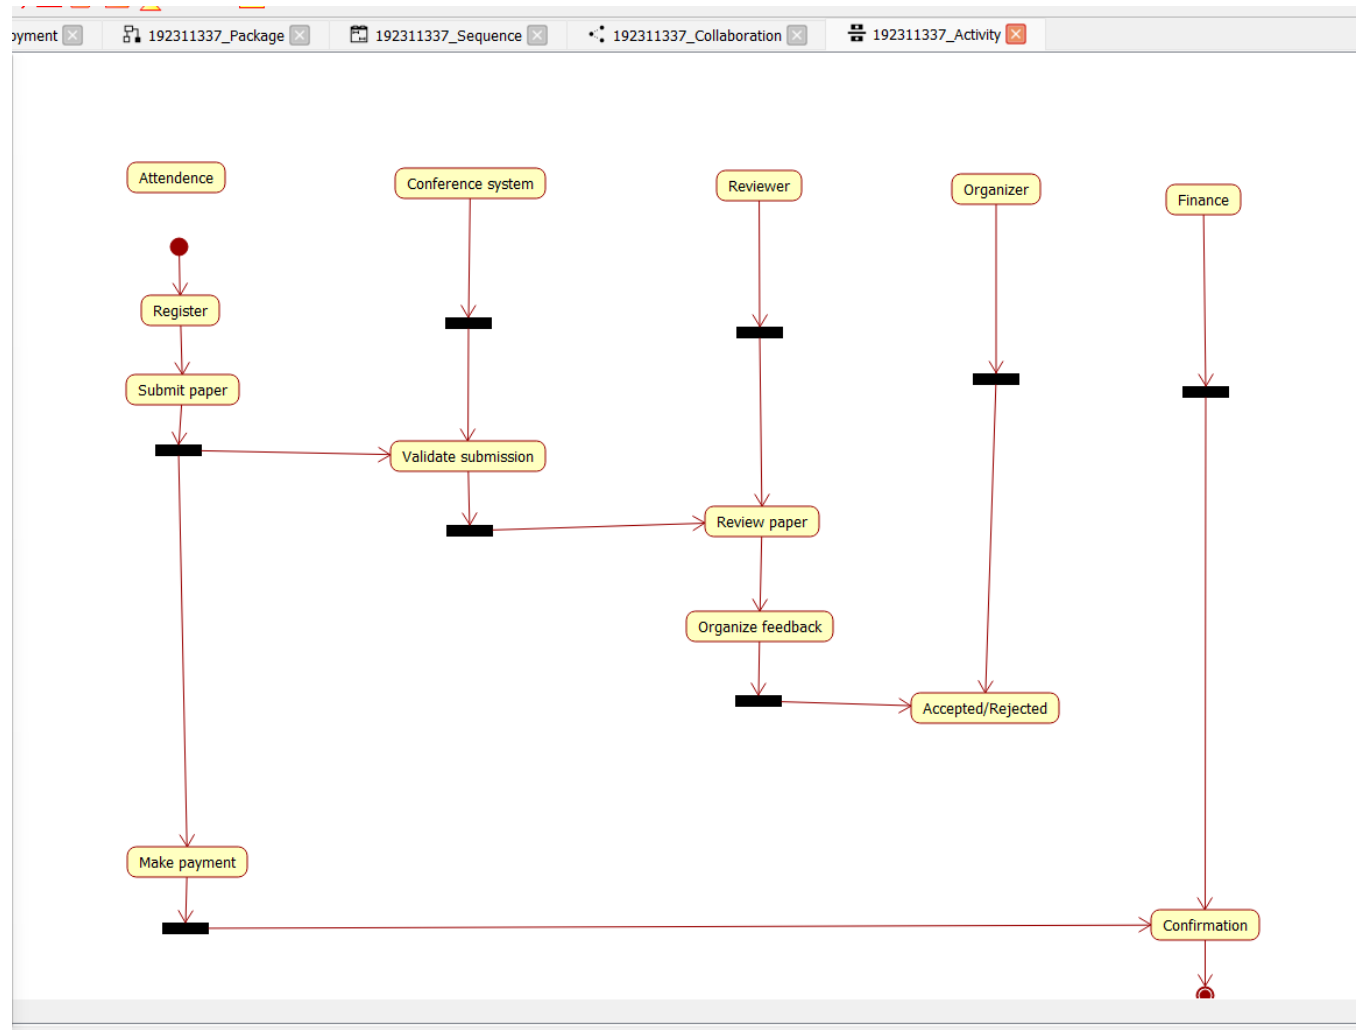 192311337_Package
192311337_Sequence
192311337_Collaboration
192311337_Activity
Attendence
Conference system
Reviewer
Organizer
Finance
Register
Submit paper
Validate submission
Review paper
Organize feedback
Accepted/Rejected
Make payment
Confirmation